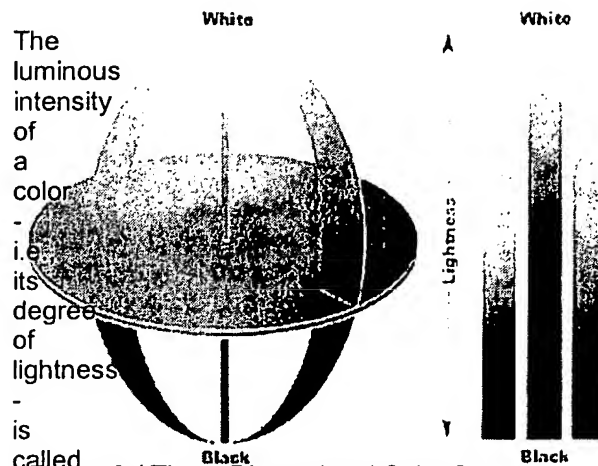 The
luminous
intensity
of
a
color
-
i.e.
its
degree
of
lightness
-
is
called
White
Black
White
Lightness
Black